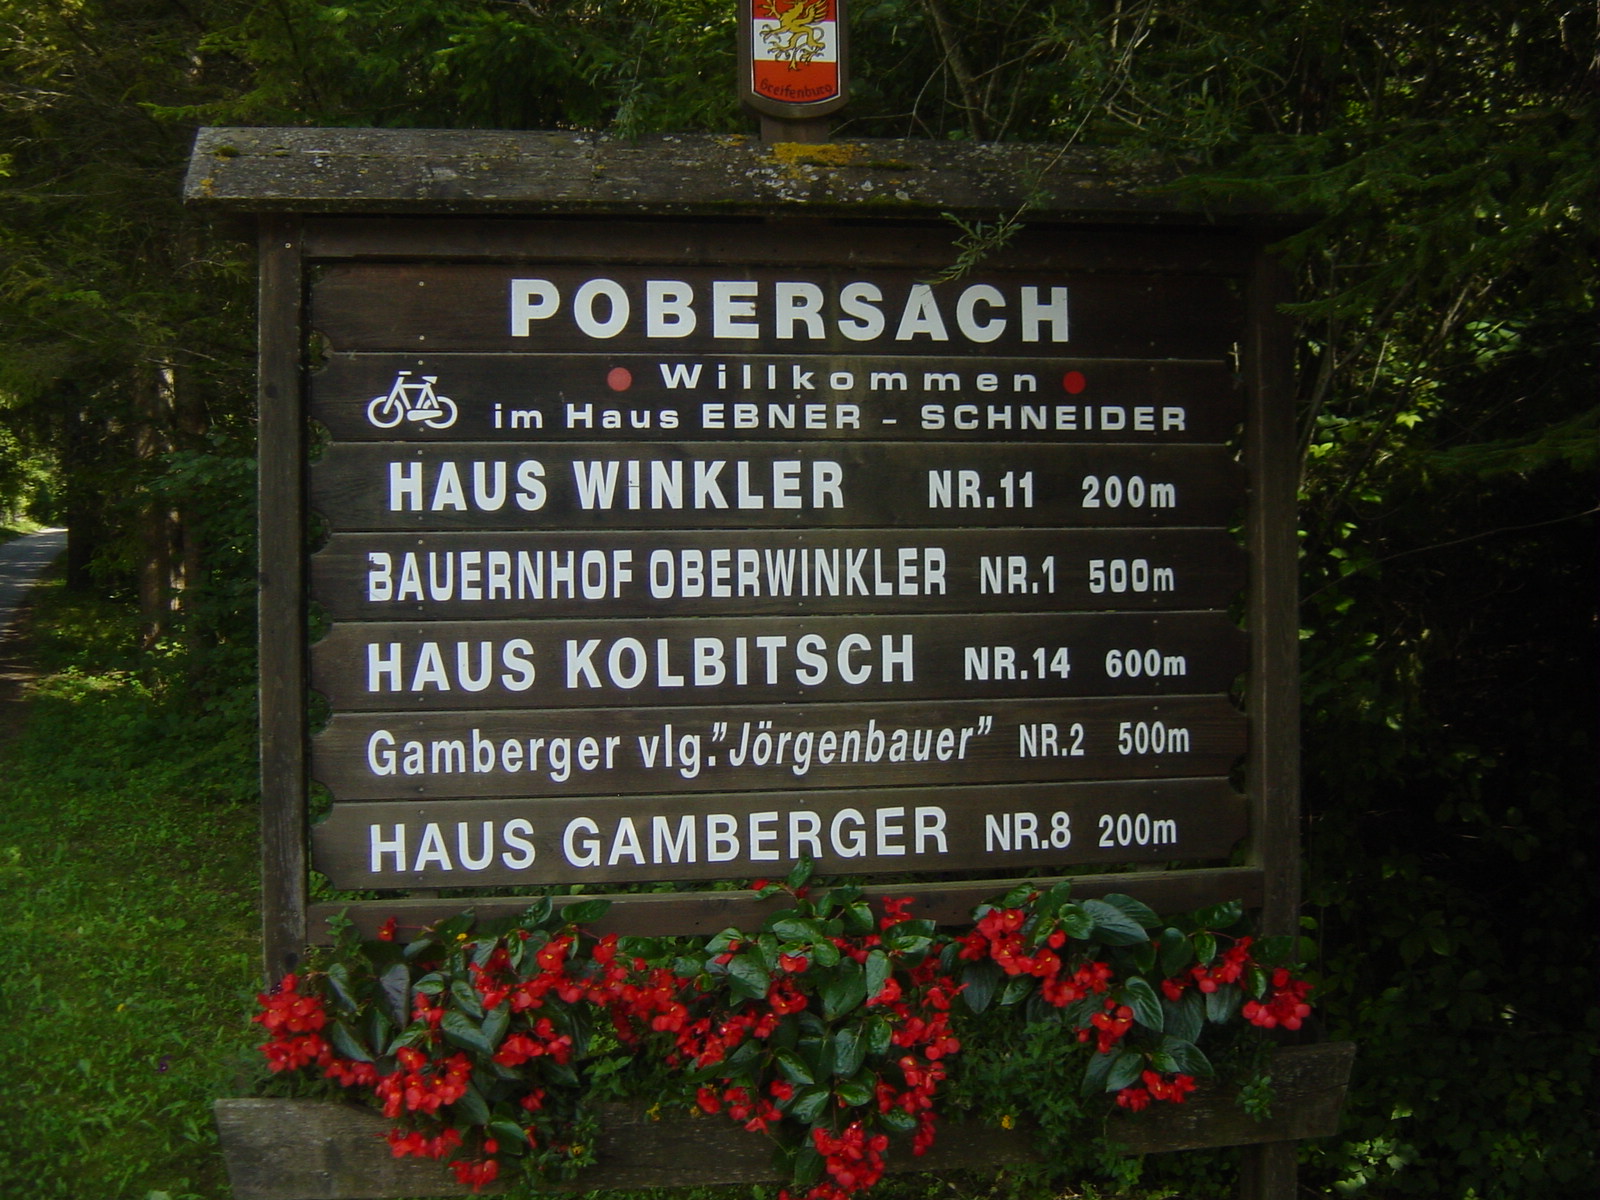 Greifenburg
POBERSACH
Willkommen
im Haus EBNER - SCHNEIDER
HAUS WINKLER NR.11 200m
BAUERNHOF OBERWINKLER NR.1 500m
HAUS KOLBITSCH NR.14 600m
Gamberger vlg.”Jörgenbauer” NR.2 500m
HAUS GAMBERGER NR.8 200m